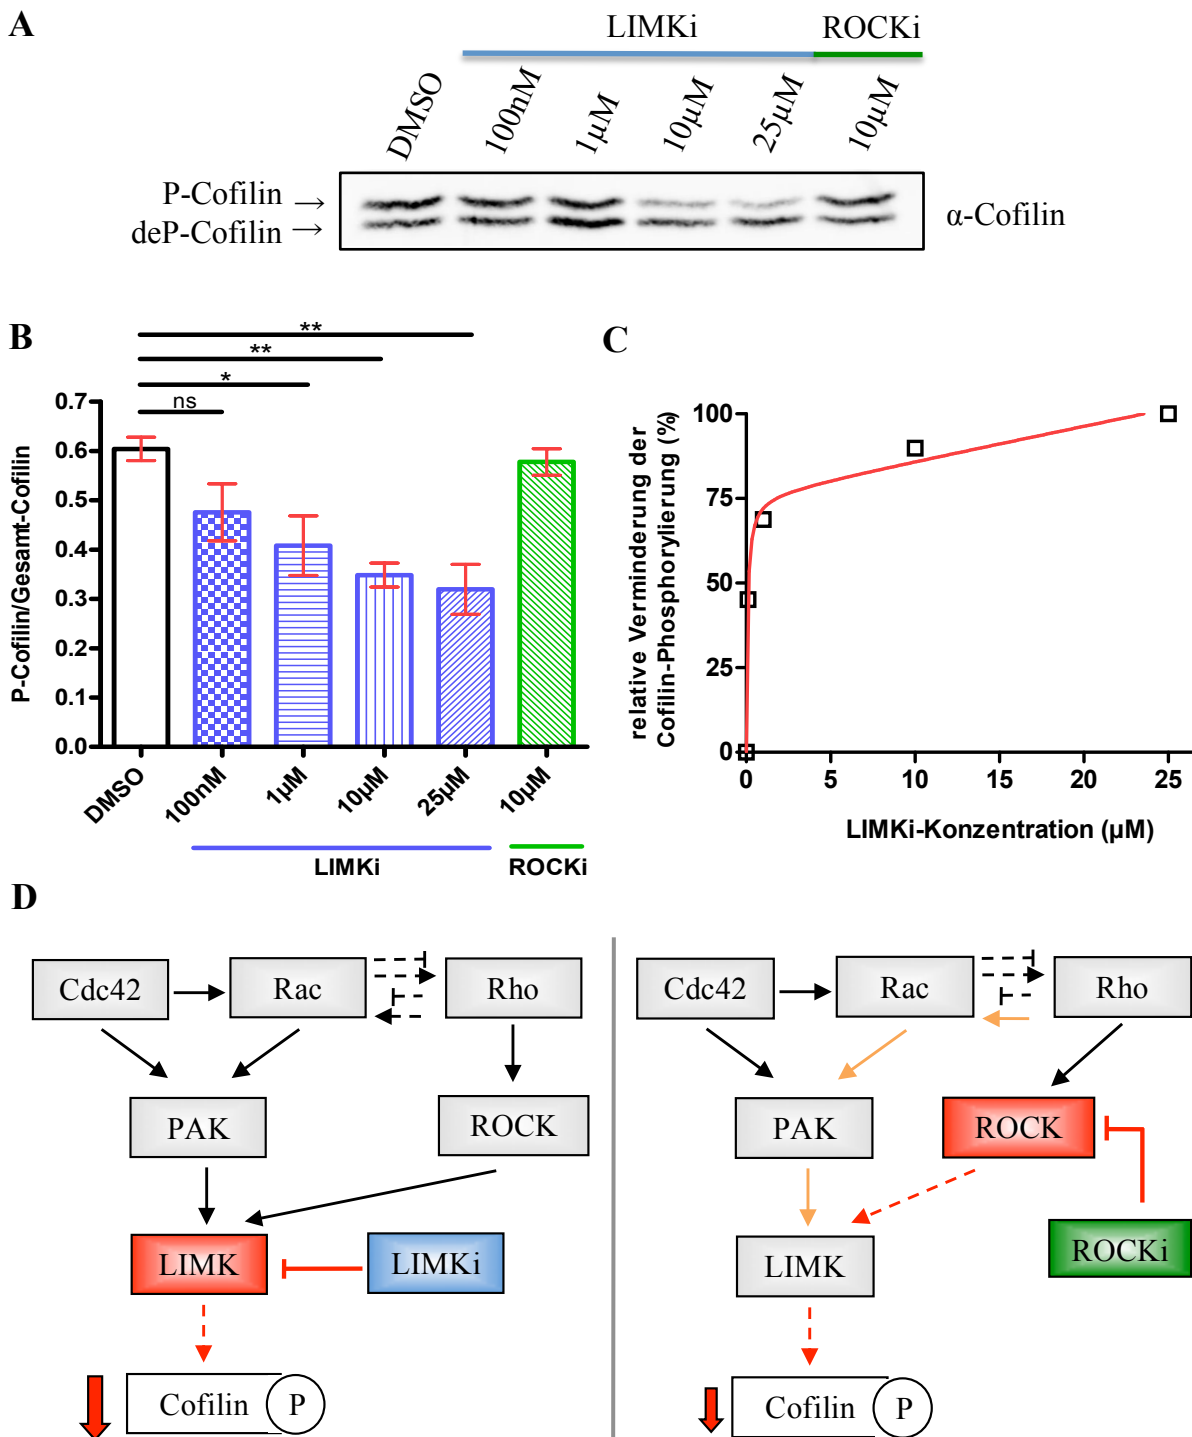 A
LIMKi ROCKi
DMSO 100nM 1µM 10µM 25µM 10µM
P-Cofilin →
deP-Cofilin →
α-Cofilin
B
**
**
*
ns
P-Cofilin/Gesamt-Cofilin
0.7
0.6
0.5
0.4
0.3
0.2
0.1
0.0
DMSO 100nM 1µM 10µM 25µM 10µM
LIMKi ROCKi
C
relative Verminderung der
Cofilin-Phosphorylierung (%)
100
75
50
25
0
0 5 10 15 20 25
LIMKi-Konzentration (µM)
D
Cdc42 Rac Rho
PAK ROCK
LIMK LIMKi
Cofilin P
Cdc42 Rac Rho
PAK ROCK
LIMK ROCKi
Cofilin P